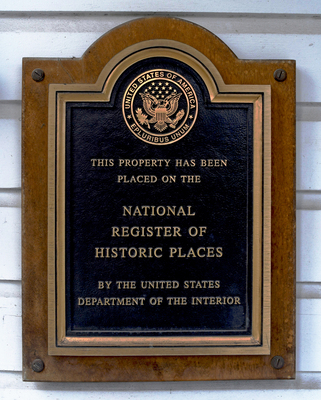 UNITED STATES OF AMERICA
E PLURIBUS UNUM
THIS PROPERTY HAS BEEN
PLACED ON THE
NATIONAL
REGISTER OF
HISTORIC PLACES
BY THE UNITED STATES
DEPARTMENT OF THE INTERIOR